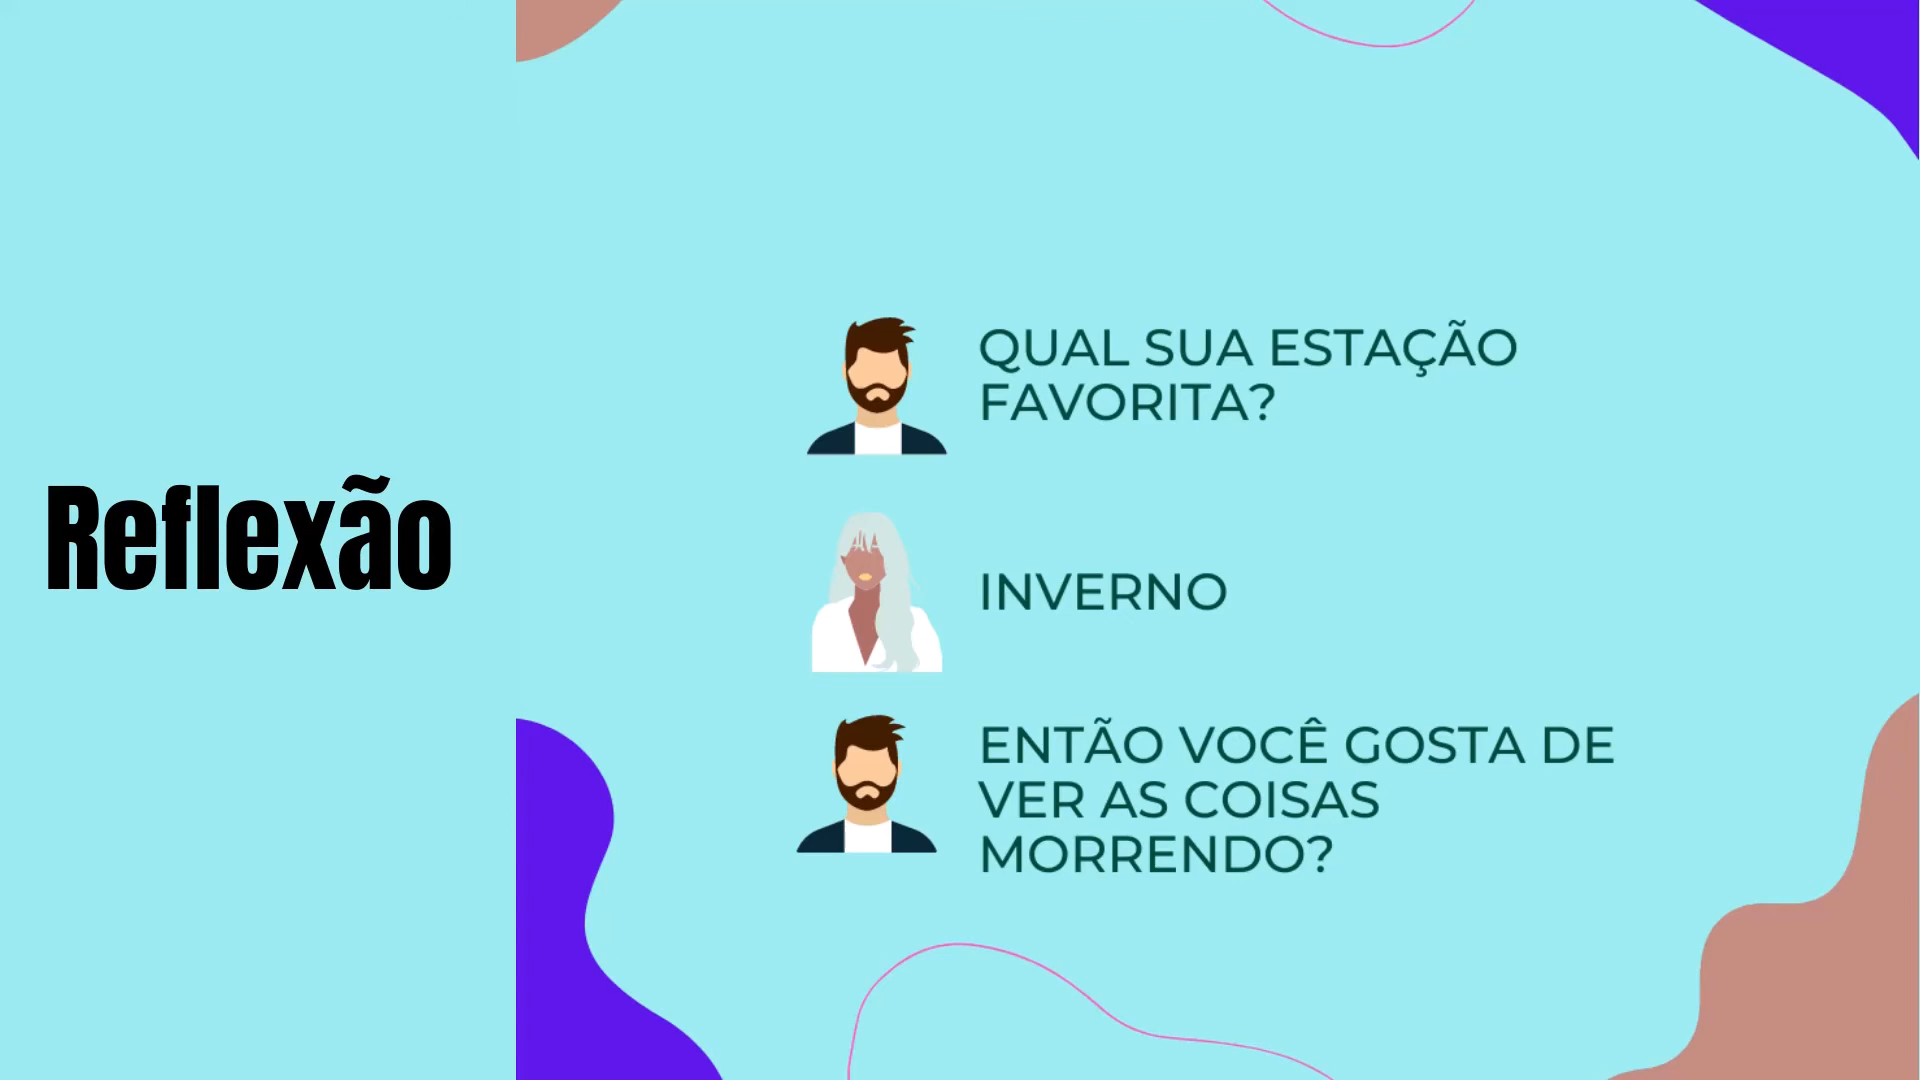 Reflexão
QUAL SUA ESTAÇÃO
FAVORITA?
INVERNO
ENTÃO VOCÊ GOSTA DE
VER AS COISAS
MORRENDO?